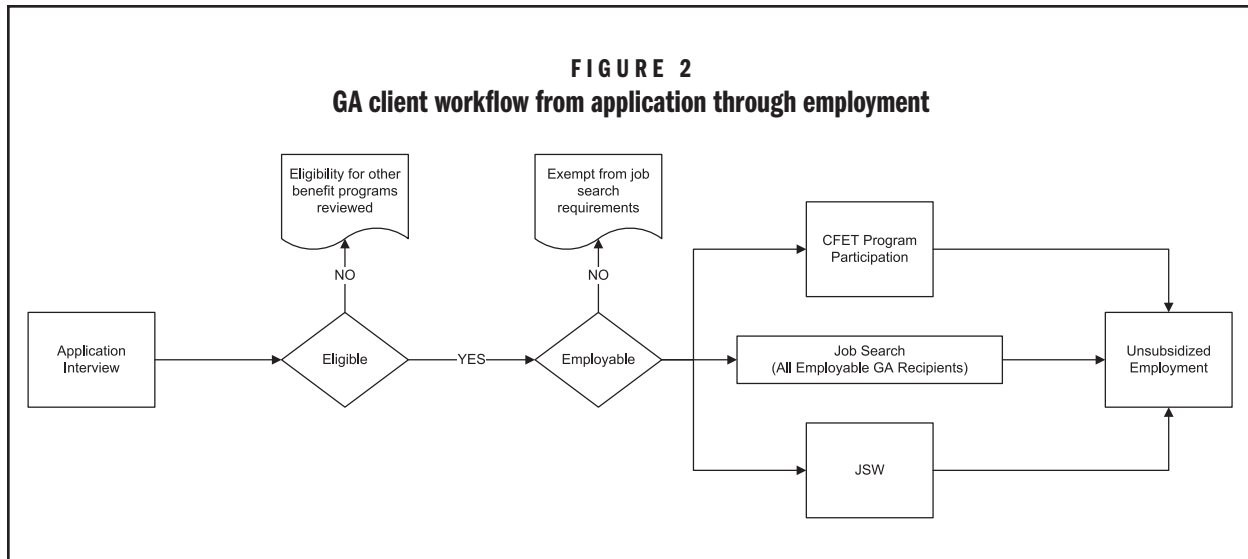 FIGURE 2
GA client workflow from application through employment
Eligibility for other
benefit programs
reviewed
Exempt from job
search
requirements
NO
NO
CFET Program
Participation
Application
Interview
Eligible
YES
Employable
Job Search
(All Employable GA Recipients)
Unsubsidized
Employment
JSW